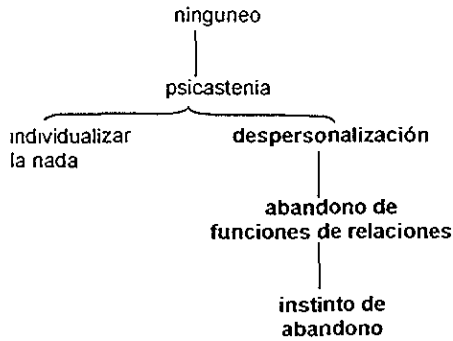 ninguneo
psicastenia
individualizar
la nada
despersonalización
abandono de
funciones de relaciones
instinto de
abandono